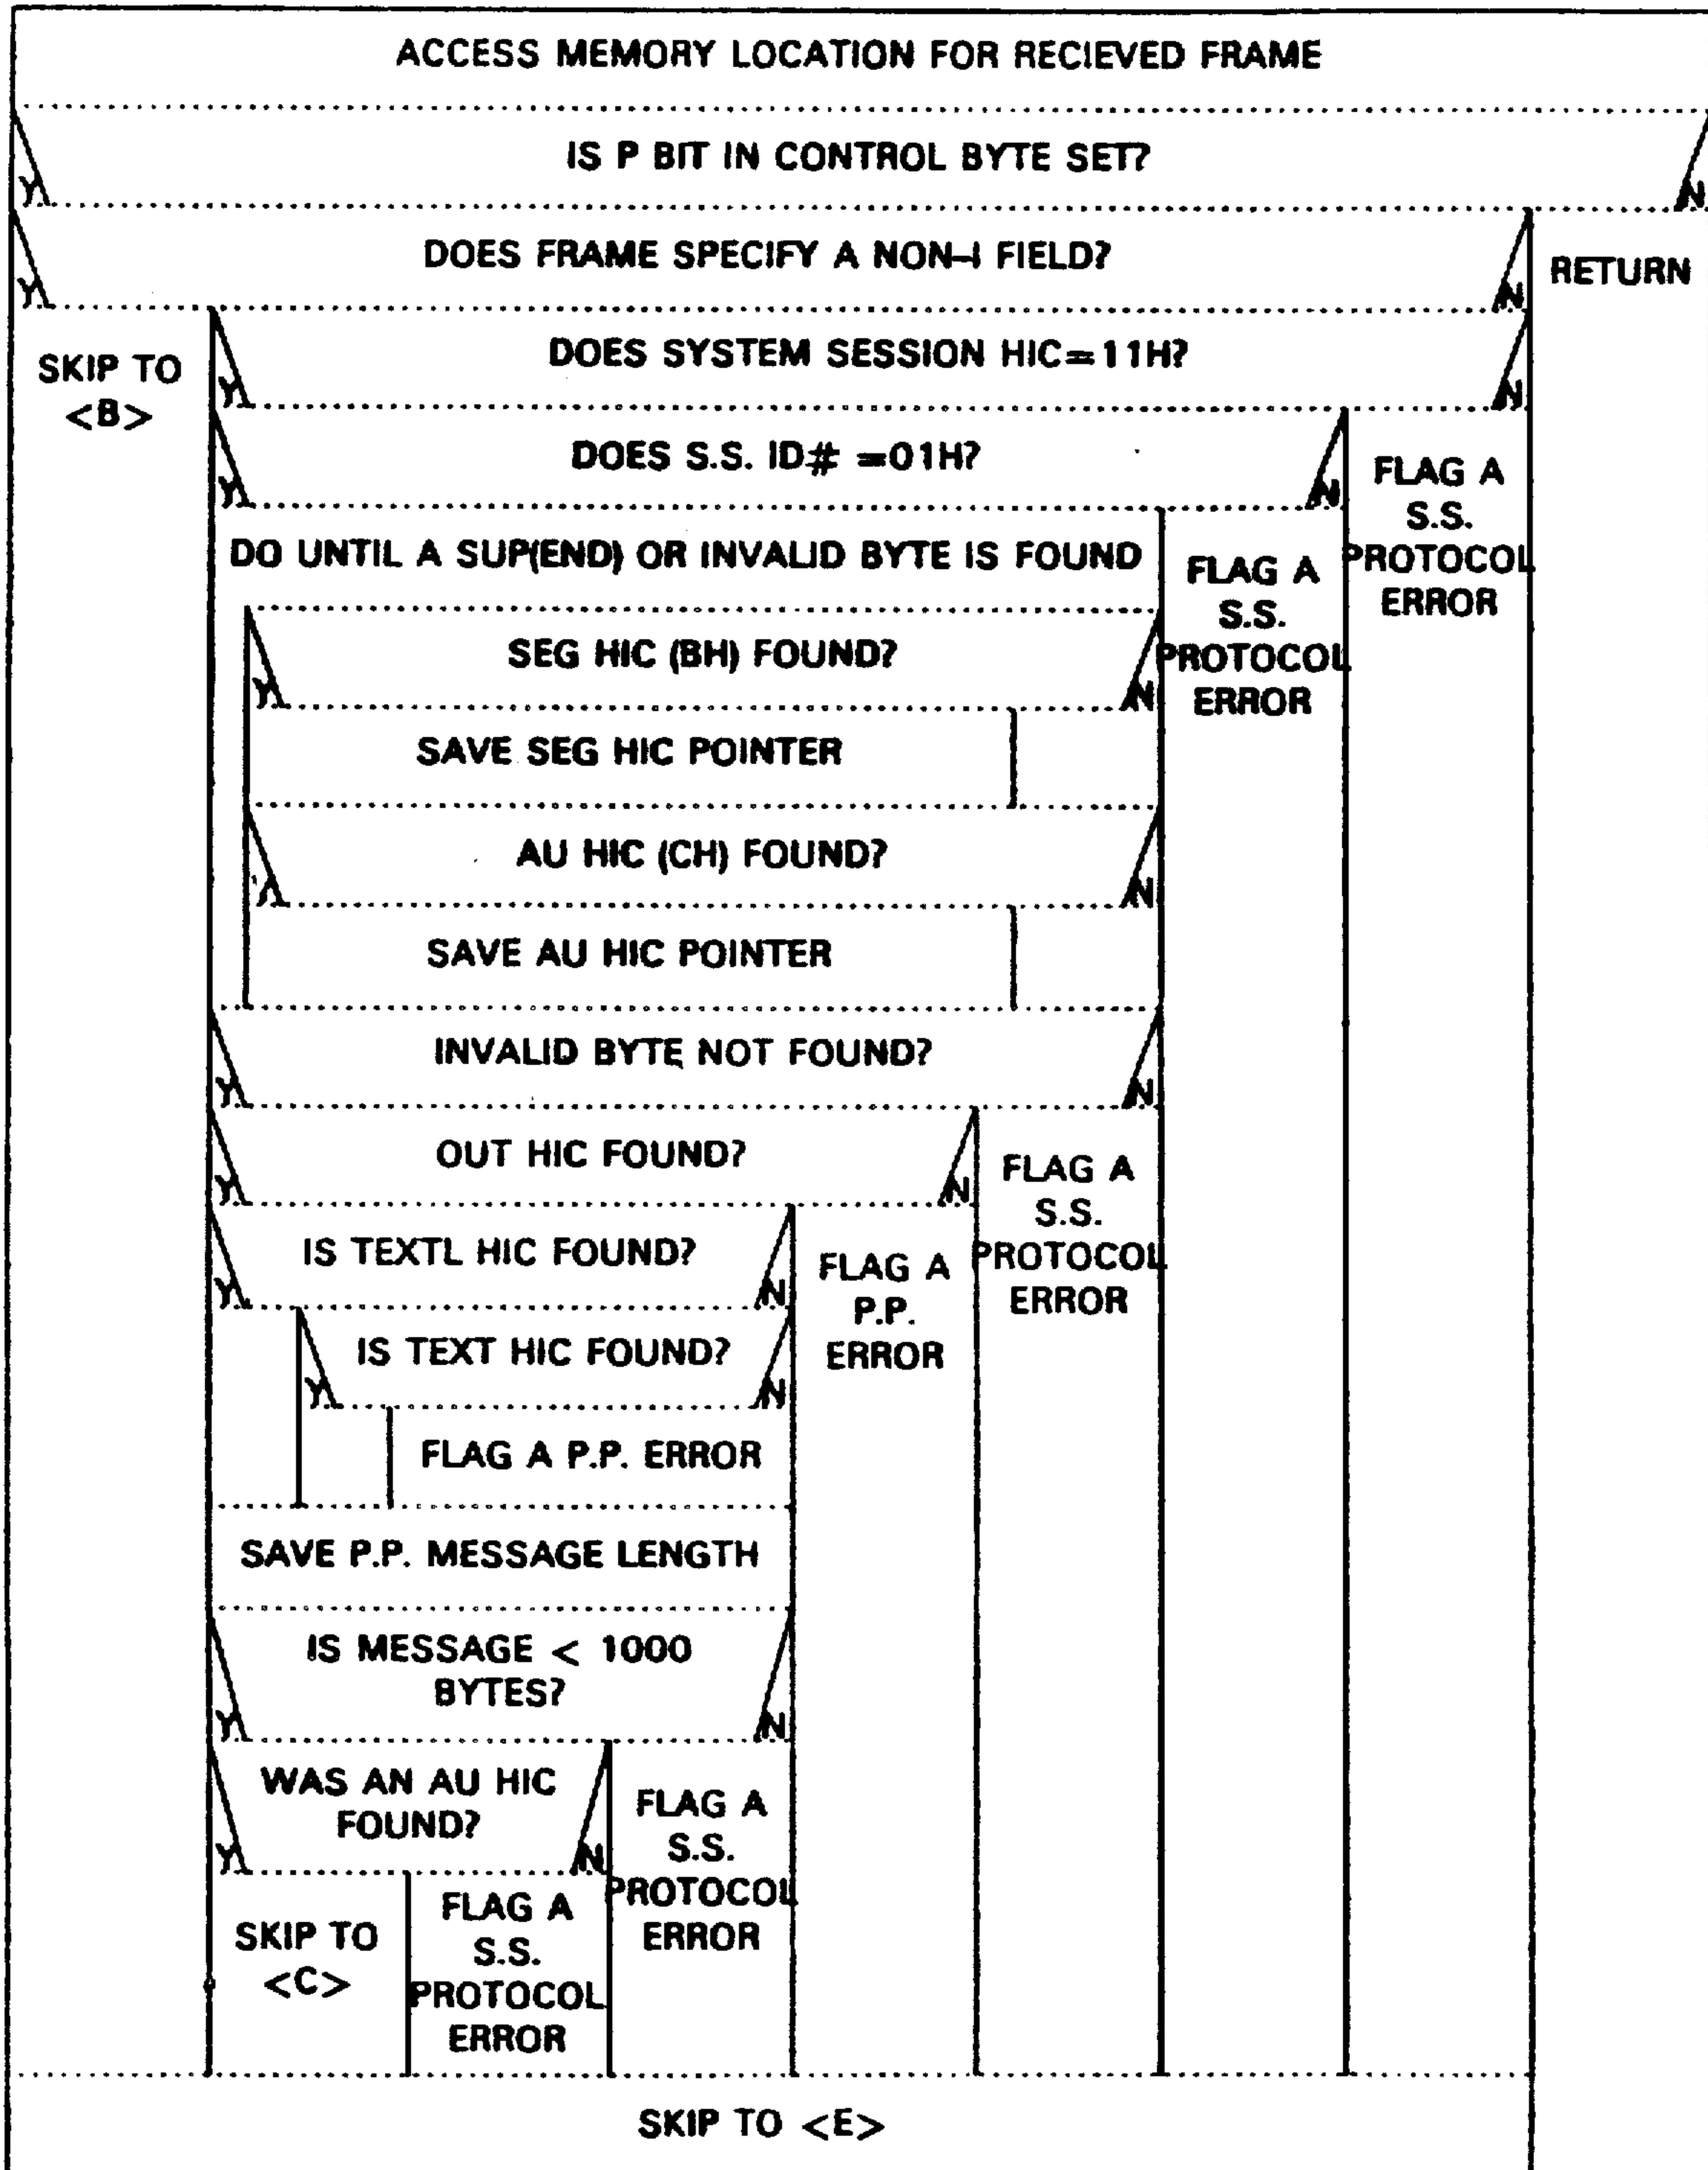 ACCESS MEMORY LOCATION FOR RECIEVED FRAME
IS P BIT IN CONTROL BYTE SET?
Y
N
DOES FRAME SPECIFY A NON-I FIELD?
Y
N
RETURN
SKIP TO
<B>
DOES SYSTEM SESSION HIC=11H?
Y
N
DOES S.S. ID# =01H?
Y
N
FLAG A
S.S.
PROTOCOL
ERROR
DO UNTIL A SUP(END) OR INVALID BYTE IS FOUND
FLAG A
S.S.
PROTOCOL
ERROR
SEG HIC (BH) FOUND?
Y
N
SAVE SEG HIC POINTER
AU HIC (CH) FOUND?
Y
N
SAVE AU HIC POINTER
INVALID BYTE NOT FOUND?
Y
N
OUT HIC FOUND?
Y
N
FLAG A
S.S.
PROTOCOL
ERROR
IS TEXTL HIC FOUND?
Y
N
FLAG A
P.P.
ERROR
IS TEXT HIC FOUND?
Y
N
FLAG A P.P. ERROR
SAVE P.P. MESSAGE LENGTH
IS MESSAGE < 1000
BYTES?
Y
N
WAS AN AU HIC
FOUND?
Y
N
FLAG A
S.S.
PROTOCOL
ERROR
SKIP TO
<C>
FLAG A
S.S.
PROTOCOL
ERROR
SKIP TO <E>